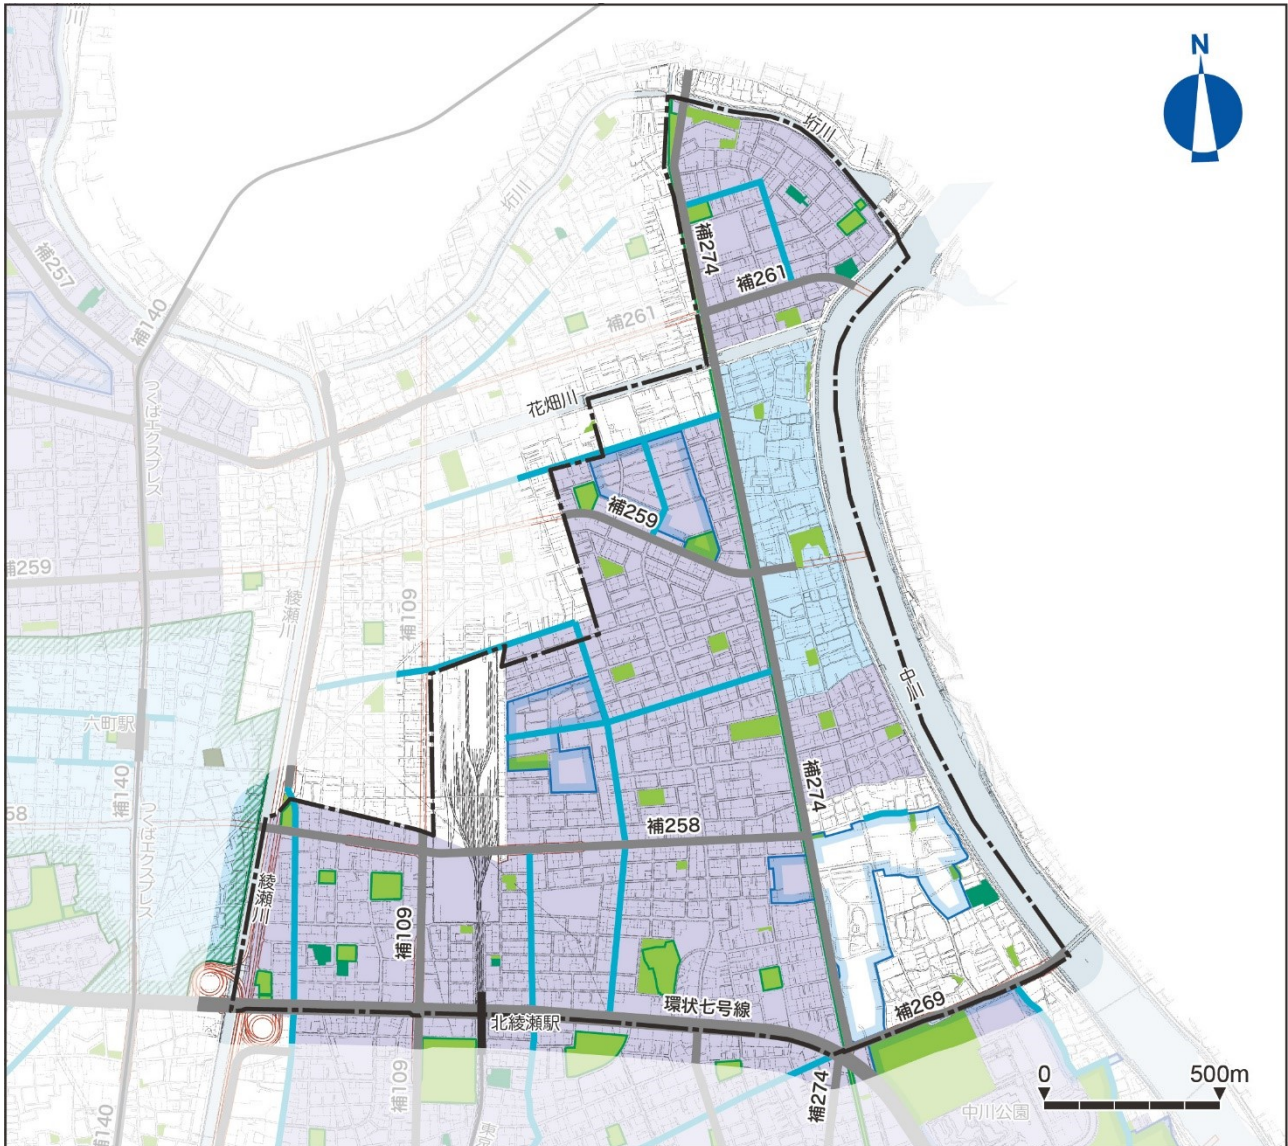 川
N
垳川
垳川
補257
補140
補274
補261
補261
つくばエクスプレス
花畑川
補259
補259
綾瀬川
補109
中川
六町駅
補140
つくばエクスプレス
58
補258
補274
綾瀬川
補109
環状七号線
北綾瀬駅
補269
補109
補274
中川公園
0 500m
補140